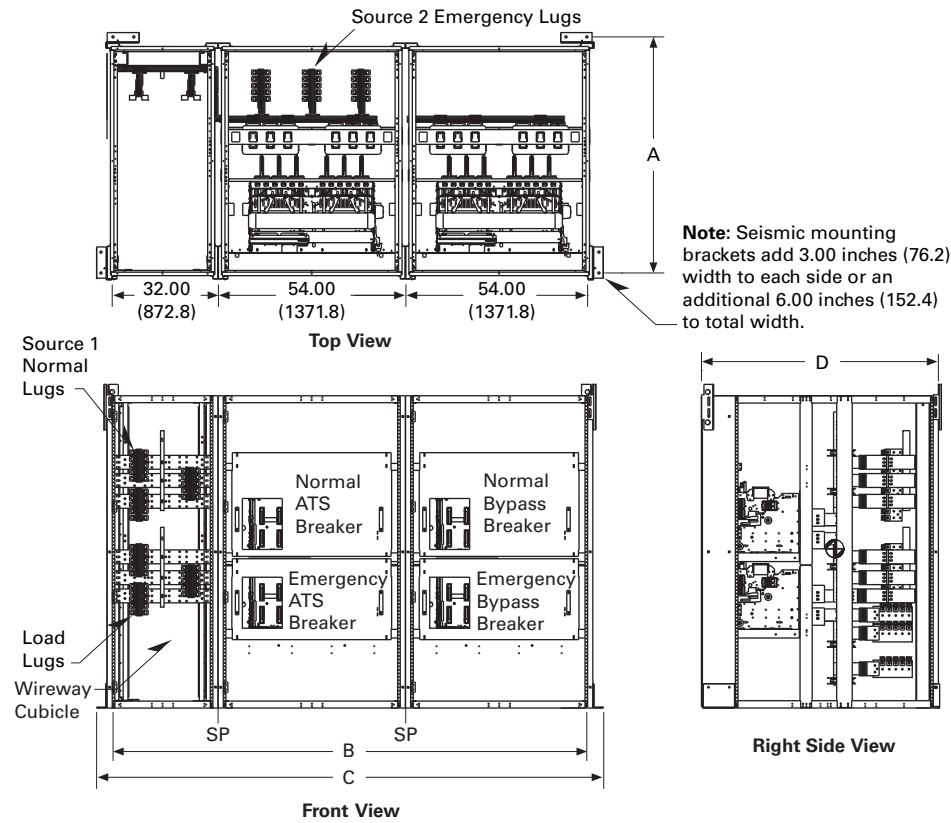 Source 2 Emergency Lugs
A
Note: Seismic mounting
brackets add 3.00 inches (76.2)
width to each side or an
additional 6.00 inches (152.4)
to total width.
32.00
(872.8)
54.00
(1371.8)
54.00
(1371.8)
Top View
Source 1
Normal
Lugs
Normal
ATS
Breaker
Normal
Bypass
Breaker
Emergency
ATS
Breaker
Emergency
Bypass
Breaker
Load
Lugs
Wireway
Cubicle
SP
SP
B
C
Front View
D
Right Side View